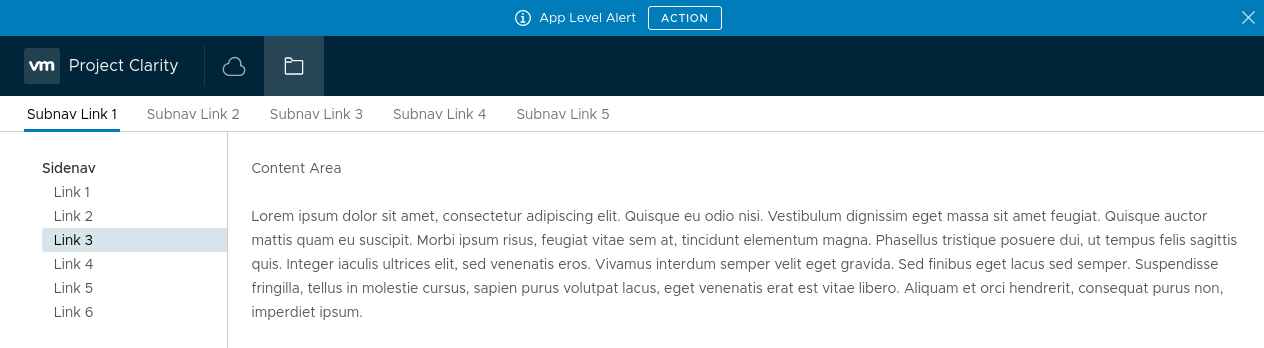 App Level Alert ACTION
vm Project Clarity
Subnav Link 1 Subnav Link 2 Subnav Link 3 Subnav Link 4 Subnav Link 5
Sidenav
Link 1
Link 2
Link 3
Link 4
Link 5
Link 6
Content Area
Lorem ipsum dolor sit amet, consectetur adipiscing elit. Quisque eu odio nisi. Vestibulum dignissim eget massa sit amet feugiat. Quisque auctor
mattis quam eu suscipit. Morbi ipsum risus, feugiat vitae sem at, tincidunt elementum magna. Phasellus tristique posuere dui, ut tempus felis sagittis
quis. Integer iaculis ultrices elit, sed venenatis eros. Vivamus interdum semper velit eget gravida. Sed finibus eget lacus sed semper. Suspendisse
fringilla, tellus in molestie cursus, sapien purus volutpat lacus, eget venenatis erat est vitae libero. Aliquam et orci hendrerit, consequat purus non,
imperdiet ipsum.